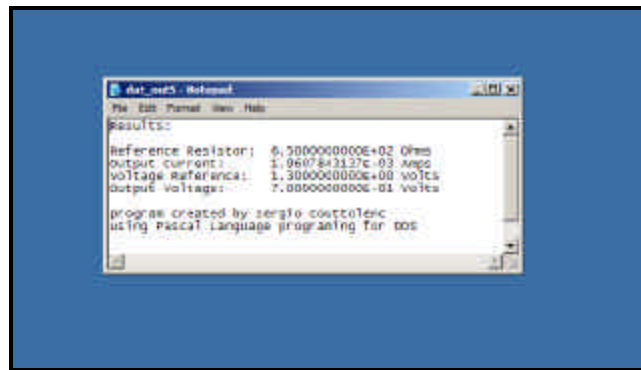 dat_out5 - Notepad
File Edit Format View Help
Results:
Reference Resistor: 6.5000000000E+02 Ohms
Output Current: 1.9607843137E-03 Amps
Voltage Reference: 1.3000000000E+00 Volts
Output Voltage: 7.0000000000E-01 Volts
program created by sergio couttolenc
using Pascal Language programing for DOS